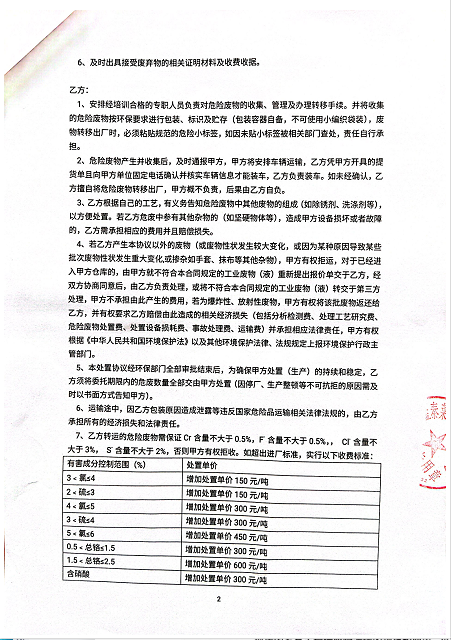 6、及时出具接受废弃物的相关证明材料及收费收据。
乙方：
1、安排经培训合格的专职人员负责对危险废物的收集、管理及办理转移手续。并将收集
的危险废物按环保要求进行包装、标识及贮存（包装容器自备，不可使用小编织袋），废
物转移出厂时，必须粘贴规范的危险小标签，如因未贴小标签被相关部门查处，责任自行承
担。
2、危险废物产生并收集后，及时通报甲方，甲方将安排车辆运输，乙方凭甲方开具的提
货单且向甲方单位固定电话确认并核实车辆信息才能装车，乙方负责装车。如未经确认，乙
方擅自将危险废物转移出厂，甲方概不负责，后果由乙方自负。
3、乙方根据自己的工艺，有义务告知危险废物中其他废物的组成（如除锈剂、洗涤剂等），
以方便处置。若乙方危废中参有其他杂物的（如坚硬物体等），造成甲方设备损坏或者故障
的，乙方需承担相应的费用并且赔偿损失。
4、若乙方产生本协议以外的废物（或废物性状发生较大变化，或因为某种原因导致某些
批次废物性状发生重大变化,或掺杂如手套、抹布等其他杂物），甲方有权拒运，对于已经进
入甲方仓库的，由甲方就不符合本合同规定的工业废物（液）重新提出报价单交于乙方，经
双方协商同意后，由乙方负责处理，或将不符合本合同规定的工业废物（液）转交于第三方
处理，甲方不承担由此产生的费用，若为爆炸性、放射性废物，甲方有权将该批废物返还给
乙方，并有权要求乙方赔偿由此造成的相关经济损失（包括分析检测费、处理工艺研究费、
危险废物处置费、处置设备损耗费、事故处理费、运输费）并承担相应法律责任，甲方有权
根据《中华人民共和国环境保护法》以及其他环境保护法律、法规规定上报环境保护行政主
管部门。
5、本处置协议经环保部门全部审批结束后，为确保甲方处置（生产）的持续和稳定，乙
方须将委托期限内的危废数量全部交由甲方处置（因停厂、生产整顿等不可抗拒的原因需及
时以书面方式告知甲方）。
6、运输途中，因乙方包装原因造成泄露等违反国家危险品运输相关法律法规的，由乙方
承担所有的经济损失和法律责任。
7、乙方转运的危险废物需保证 Cr 含量不大于 0.5%，F⁻含量不大于 0.5%,，Cl⁻含量不
大于 3%， S⁻含量不大于 2%，否则甲方有权拒收。如超出进厂标准，实行以下收费标准：
有害成分控制范围（%） 处置单价
3＜氯≤4 增加处置单价 150 元/吨
2＜硫≤3 增加处置单价 150 元/吨
4＜氯≤5 增加处置单价 300 元/吨
3＜硫≤4 增加处置单价 300 元/吨
5＜氯≤6 增加处置单价 450 元/吨
0.5＜总铬≤1.5 增加处置单价 300 元/吨
1.5＜总铬≤2.5 增加处置单价 600 元/吨
含硝酸 增加处置单价 300 元/吨
2